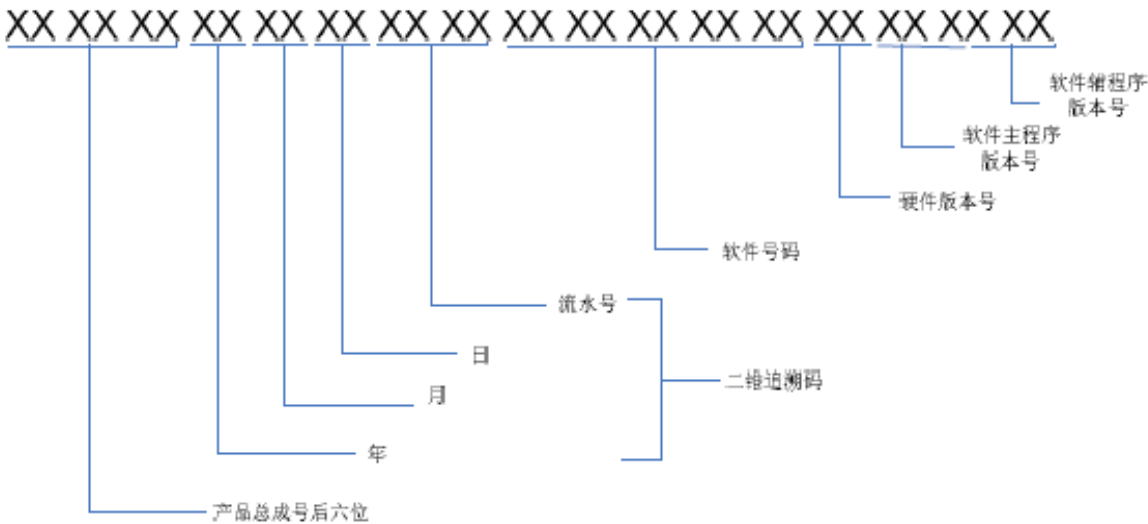 XX XX XX XX XX XX XX XX XX XX XX XX XX XX XX XX XX
软件辅程序
版本号
软件主程序
版本号
硬件版本号
软件号码
流水号
日
二维追溯码
月
年
产品总成号后六位